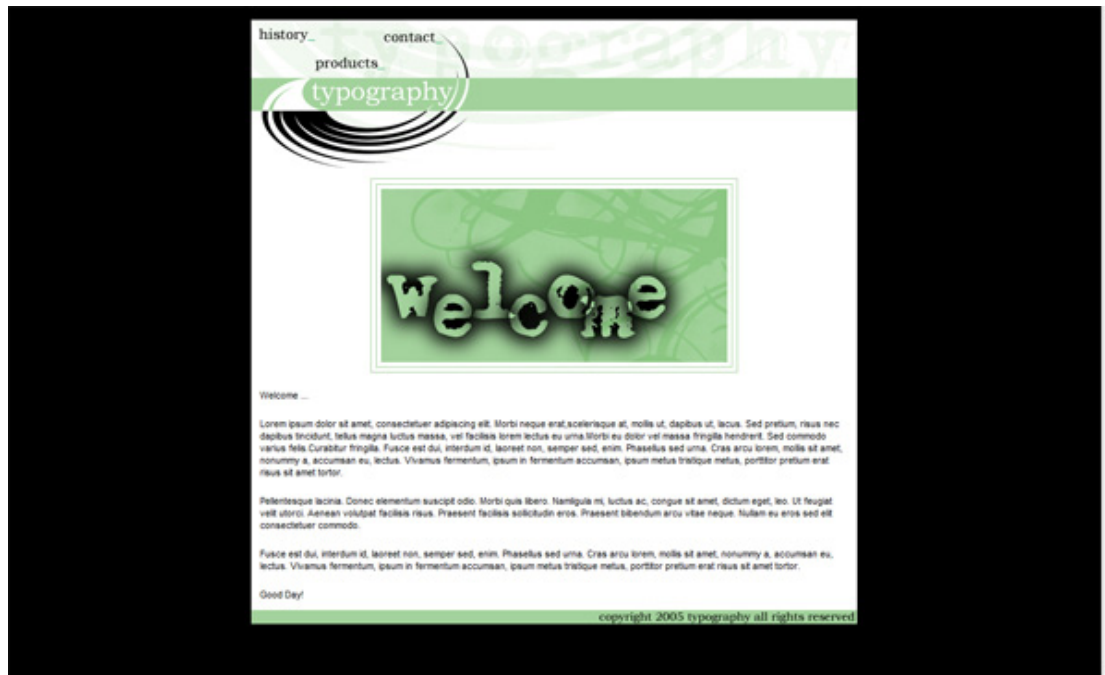 typography
history_
contact_
products_
typography
welcome
Welcome ...
Lorem ipsum dolor sit amet, consectetuer adipiscing elit. Morbi neque erat,scelerisque at, mollis ut, dapibus ut, lacus. Sed pretium, risus nec
dapibus tincidunt, tellus magna luctus massa, vel facilisis lorem lectus eu urna.Morbi eu dolor vel massa fringilla hendrerit. Sed commodo
varius felis.Curabitur fringilla. Fusce est dui, interdum id, laoreet non, semper sed, enim. Phasellus sed urna. Cras arcu lorem, mollis sit amet,
nonummy a, accumsan eu, lectus. Vivamus fermentum, ipsum in fermentum accumsan, ipsum metus tristique metus, porttitor pretium erat
risus sit amet tortor.
Pellentesque lacinia. Donec elementum suscipit odio. Morbi quis libero. Namligula mi, luctus ac, congue sit amet, dictum eget, leo. Ut feugiat
velit utorci. Aenean volutpat facilisis risus. Praesent facilisis sollicitudin eros. Praesent bibendum arcu vitae neque. Nullam eu eros sed elit
consectetuer commodo.
Fusce est dui, interdum id, laoreet non, semper sed, enim. Phasellus sed urna. Cras arcu lorem, mollis sit amet, nonummy a, accumsan eu,
lectus. Vivamus fermentum, ipsum in fermentum accumsan, ipsum metus tristique metus, porttitor pretium erat risus sit amet tortor.
Good Day!
copyright 2005 typography all rights reserved